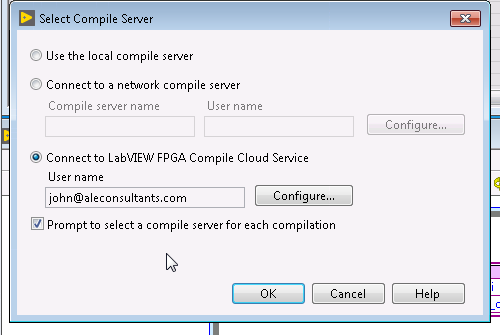 Select Compile Server
Use the local compile server
Connect to a network compile server
Compile server name User name
Configure...
Connect to LabVIEW FPGA Compile Cloud Service
User name
john@aleconsultants.com Configure...
Prompt to select a compile server for each compilation
OK Cancel Help